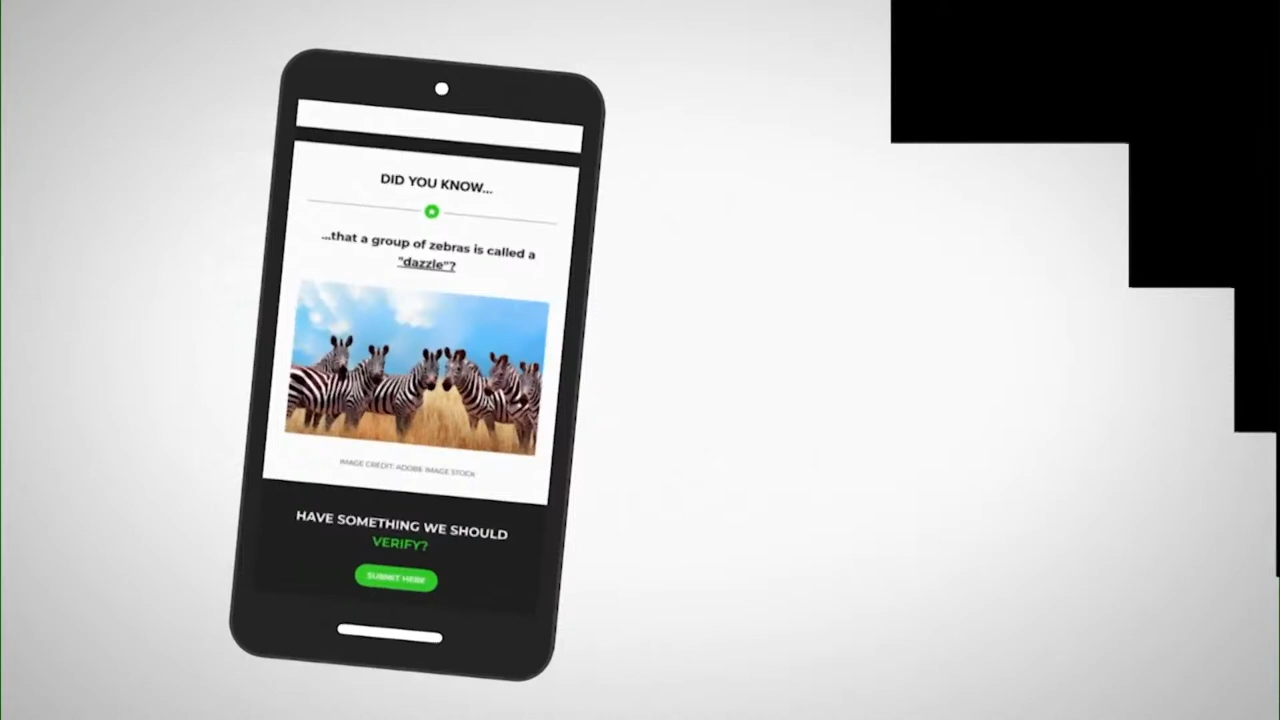 DID YOU KNOW...
...that a group of zebras is called a
"dazzle"?
IMAGE CREDIT: ADOBE IMAGE STOCK
HAVE SOMETHING WE SHOULD
VERIFY?
SUBMIT HERE